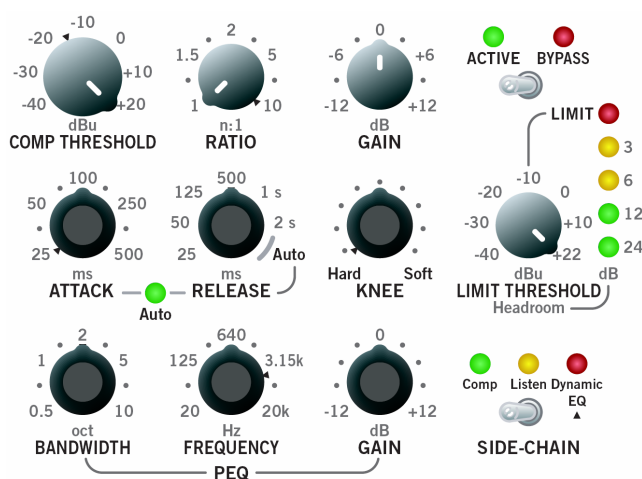 -40
-30
-20
-10
0
+10
+20
dBu
COMP THRESHOLD
1
1.5
2
5
10
n:1
RATIO
-12
-6
0
+6
+12
dB
GAIN
ACTIVE
BYPASS
LIMIT
3
6
12
24
dB
-40
-30
-20
-10
0
+10
+22
dBu
LIMIT THRESHOLD
Headroom
25
50
100
250
500
ms
ATTACK
Auto
25
50
125
500
1 s
2 s
Auto
ms
RELEASE
Hard
Soft
KNEE
0.5
1
2
5
10
oct
BANDWIDTH
20
125
640
3.15k
20k
Hz
FREQUENCY
-12
0
+12
dB
GAIN
PEQ
Comp
Listen
Dynamic
EQ
SIDE-CHAIN